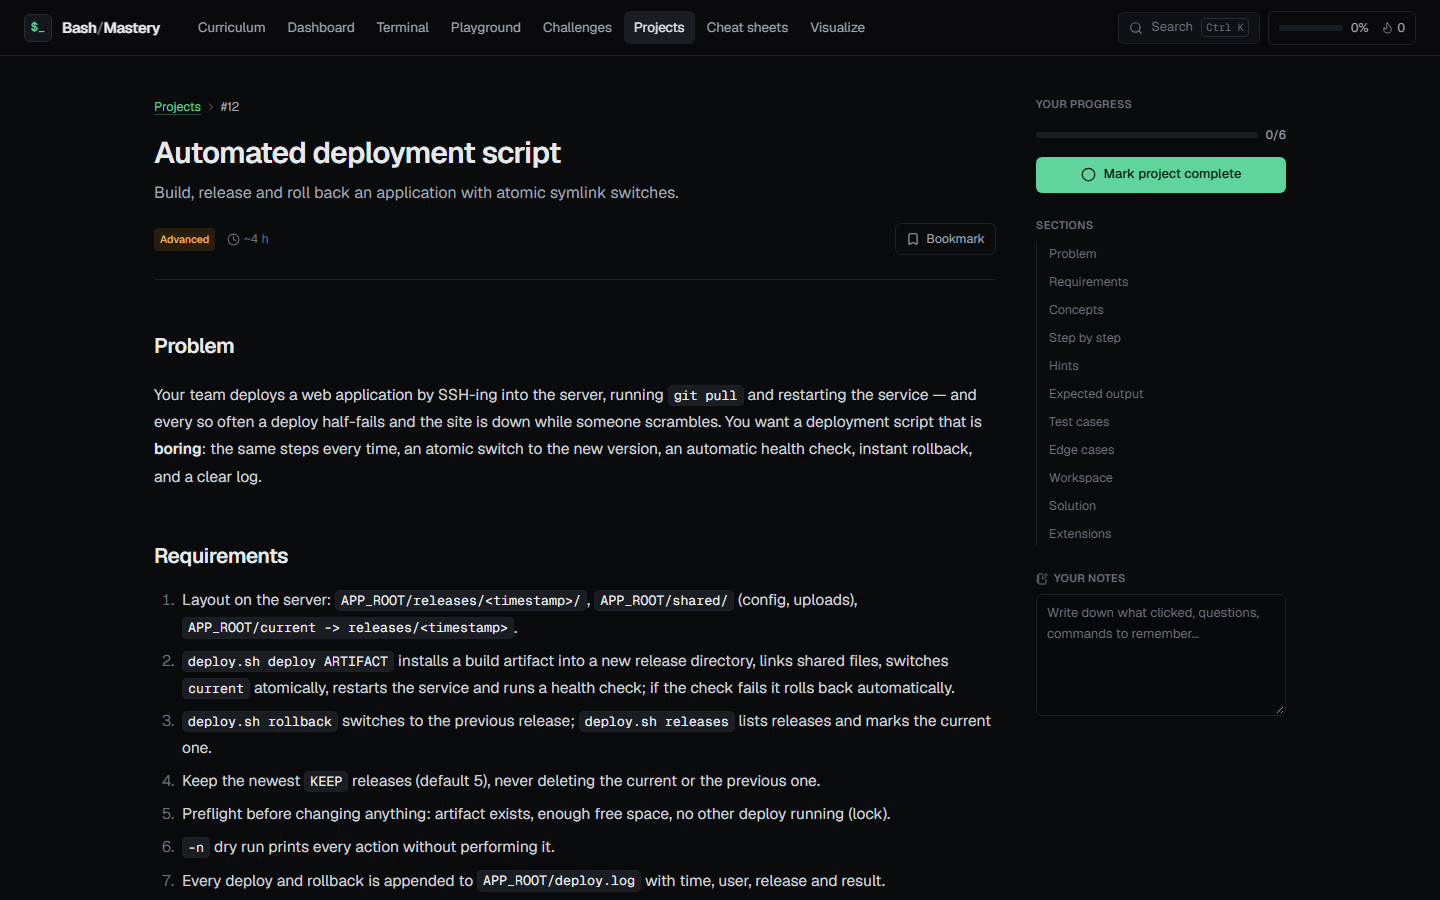 $_ Bash/Mastery Curriculum Dashboard Terminal Playground Challenges Projects Cheat sheets Visualize Search Ctrl K 0% 0
Projects > #12
Automated deployment script
Build, release and roll back an application with atomic symlink switches.
Advanced ~4 h Bookmark
Problem
Your team deploys a web application by SSH-ing into the server, running git pull and restarting the service — and
every so often a deploy half-fails and the site is down while someone scrambles. You want a deployment script that is
boring: the same steps every time, an atomic switch to the new version, an automatic health check, instant rollback,
and a clear log.
Requirements
1. Layout on the server: APP_ROOT/releases/<timestamp>/, APP_ROOT/shared/ (config, uploads),
APP_ROOT/current -> releases/<timestamp>.
2. deploy.sh deploy ARTIFACT installs a build artifact into a new release directory, links shared files, switches
current atomically, restarts the service and runs a health check; if the check fails it rolls back automatically.
3. deploy.sh rollback switches to the previous release; deploy.sh releases lists releases and marks the current
one.
4. Keep the newest KEEP releases (default 5), never deleting the current or the previous one.
5. Preflight before changing anything: artifact exists, enough free space, no other deploy running (lock).
6. -n dry run prints every action without performing it.
7. Every deploy and rollback is appended to APP_ROOT/deploy.log with time, user, release and result.
YOUR PROGRESS
0/6
Mark project complete
SECTIONS
Problem
Requirements
Concepts
Step by step
Hints
Expected output
Test cases
Edge cases
Workspace
Solution
Extensions
YOUR NOTES
Write down what clicked, questions,
commands to remember…